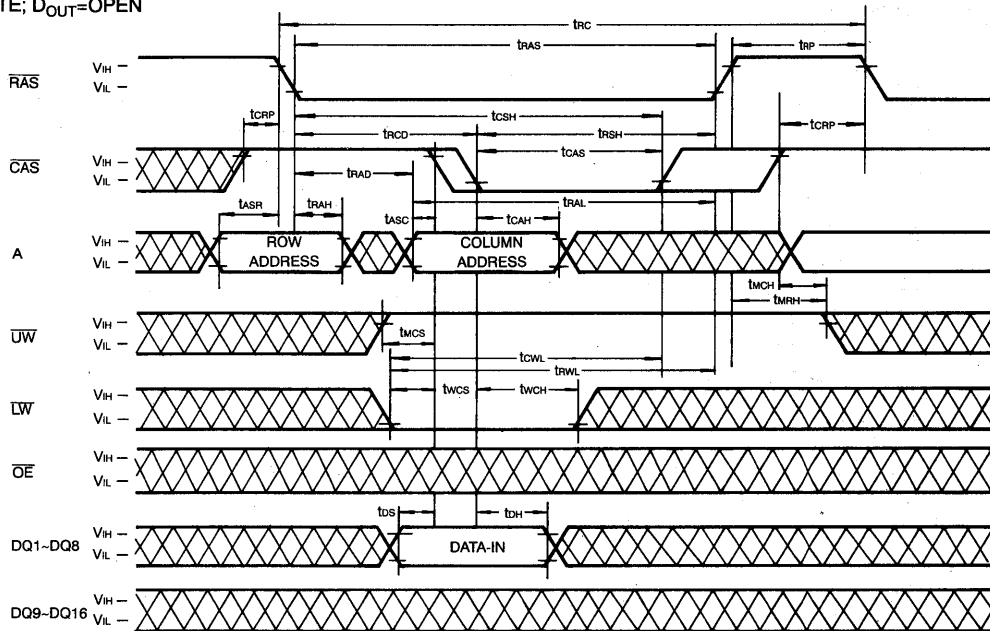 TE; DOUT=OPEN
tRC
tRAS
tRP
RAS
VIH –
VIL –
tCSH
tCRP
tRCD
tRSH
tCRP
CAS
VIH –
VIL –
tCAS
tRAD
tRAL
tASR
tRAH
tASC
tCAH
A
VIH –
VIL –
ROW
ADDRESS
COLUMN
ADDRESS
tMCH
tMRH
UW
VIH –
VIL –
tMCS
tCWL
tRWL
LW
VIH –
VIL –
tWCS
tWCH
OE
VIH –
VIL –
tDS
tDH
DQ1~DQ8
VIH –
VIL –
DATA-IN
DQ9~DQ16
VIH –
VIL –